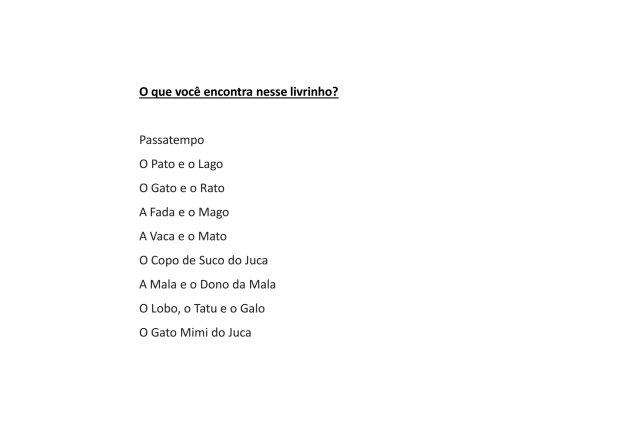 O que você encontra nesse livrinho?
Passatempo
O Pato e o Lago
O Gato e o Rato
A Fada e o Mago
A Vaca e o Mato
O Copo de Suco do Juca
A Mala e o Dono da Mala
O Lobo, o Tatu e o Galo
O Gato Mimi do Juca